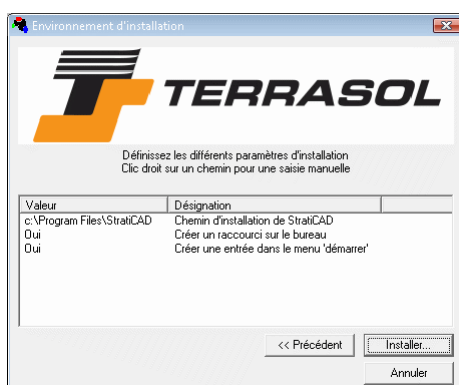 Environnement d'installation
TERRASOL
Définissez les différents paramètres d'installation
Clic droit sur un chemin pour une saisie manuelle
Valeur Désignation
c:\Program Files\StratiCAD Chemin d'installation de StratiCAD
Oui Créer un raccourci sur le bureau
Oui Créer une entrée dans le menu 'démarrer'
<< Précédent Installer...
Annuler